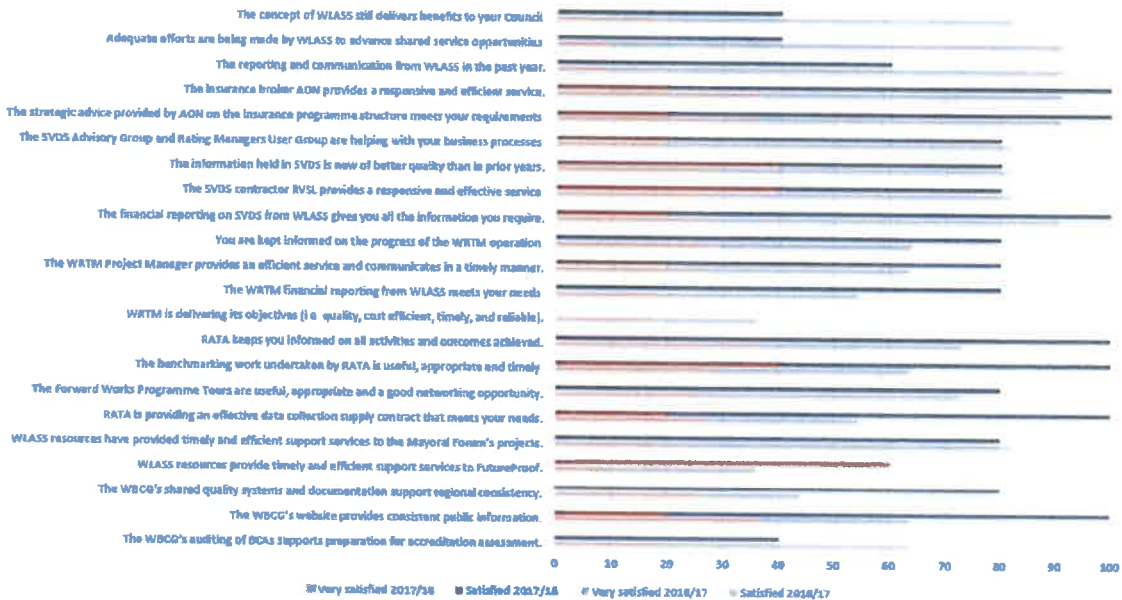 The concept of WLASS still delivers benefits to your Council
Adequate efforts are being made by WLASS to advance shared service opportunities
The reporting and communication from WLASS in the past year.
The insurance broker AON provides a responsive and efficient service.
The strategic advice provided by AON on the insurance programme structure meets your requirements
The SVDS Advisory Group and Rating Managers User Group are helping with your business processes
The information held in SVDS is now of better quality than in prior years.
The SVDS contractor RVSL provides a responsive and effective service
The financial reporting on SVDS from WLASS gives you all the information you require.
You are kept informed on the progress of the WRTM operation
The WRTM Project Manager provides an efficient service and communicates in a timely manner.
The WRTM financial reporting from WLASS meets your needs
WRTM is delivering its objectives (i e quality, cost efficient, timely, and reliable).
RATA keeps you informed on all activities and outcomes achieved.
The benchmarking work undertaken by RATA is useful, appropriate and timely
The Forward Works Programme Tours are useful, appropriate and a good networking opportunity.
RATA is providing an effective data collection supply contract that meets your needs.
WLASS resources have provided timely and efficient support services to the Mayoral Forum's projects.
WLASS resources provide timely and efficient support services to FutureProof.
The WBCG's shared quality systems and documentation support regional consistency.
The WBCG's website provides consistent public information.
The WBCG's auditing of BCAs supports preparation for accreditation assessment.
0 10 20 30 40 50 60 70 80 90 100
Very satisfied 2017/18 Satisfied 2017/18 Very satisfied 2016/17 Satisfied 2016/17